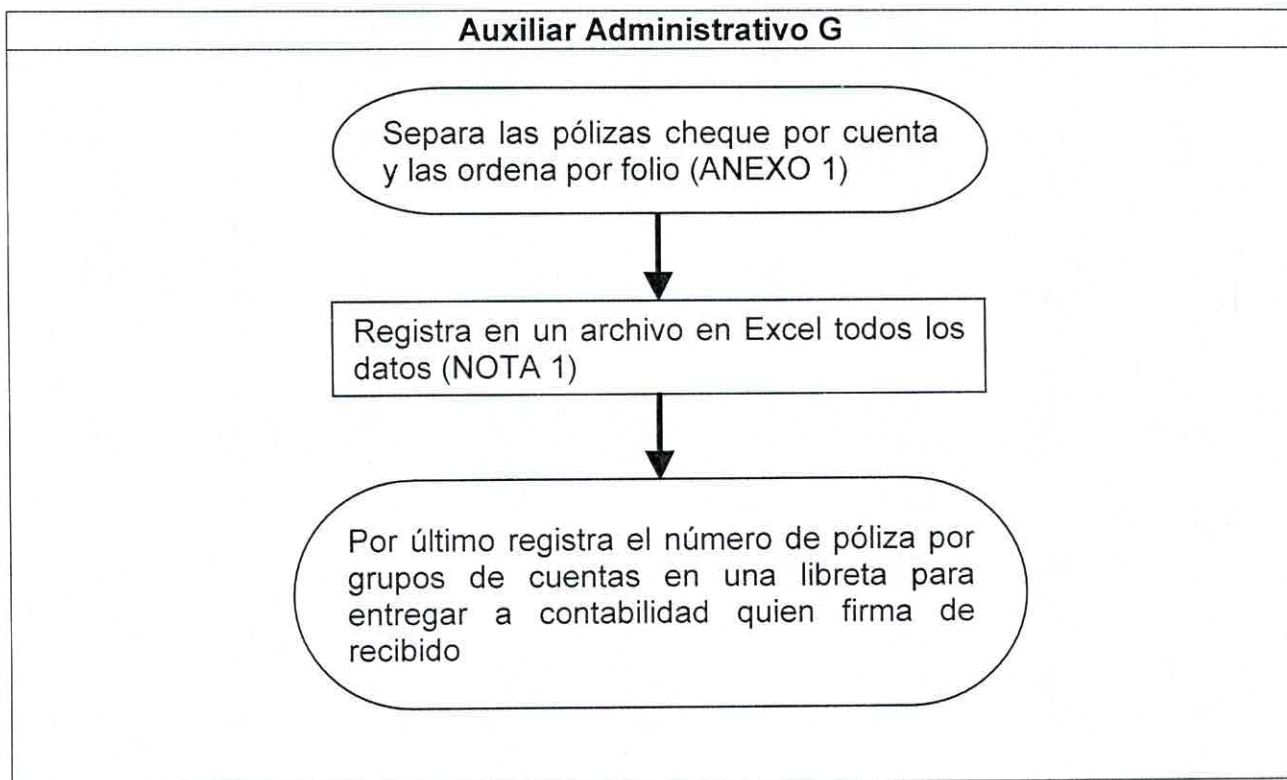 Auxiliar Administrativo G
Separa las pólizas cheque por cuenta
y las ordena por folio (ANEXO 1)
Registra en un archivo en Excel todos los
datos (NOTA 1)
Por último registra el número de póliza por
grupos de cuentas en una libreta para
entregar a contabilidad quien firma de
recibido